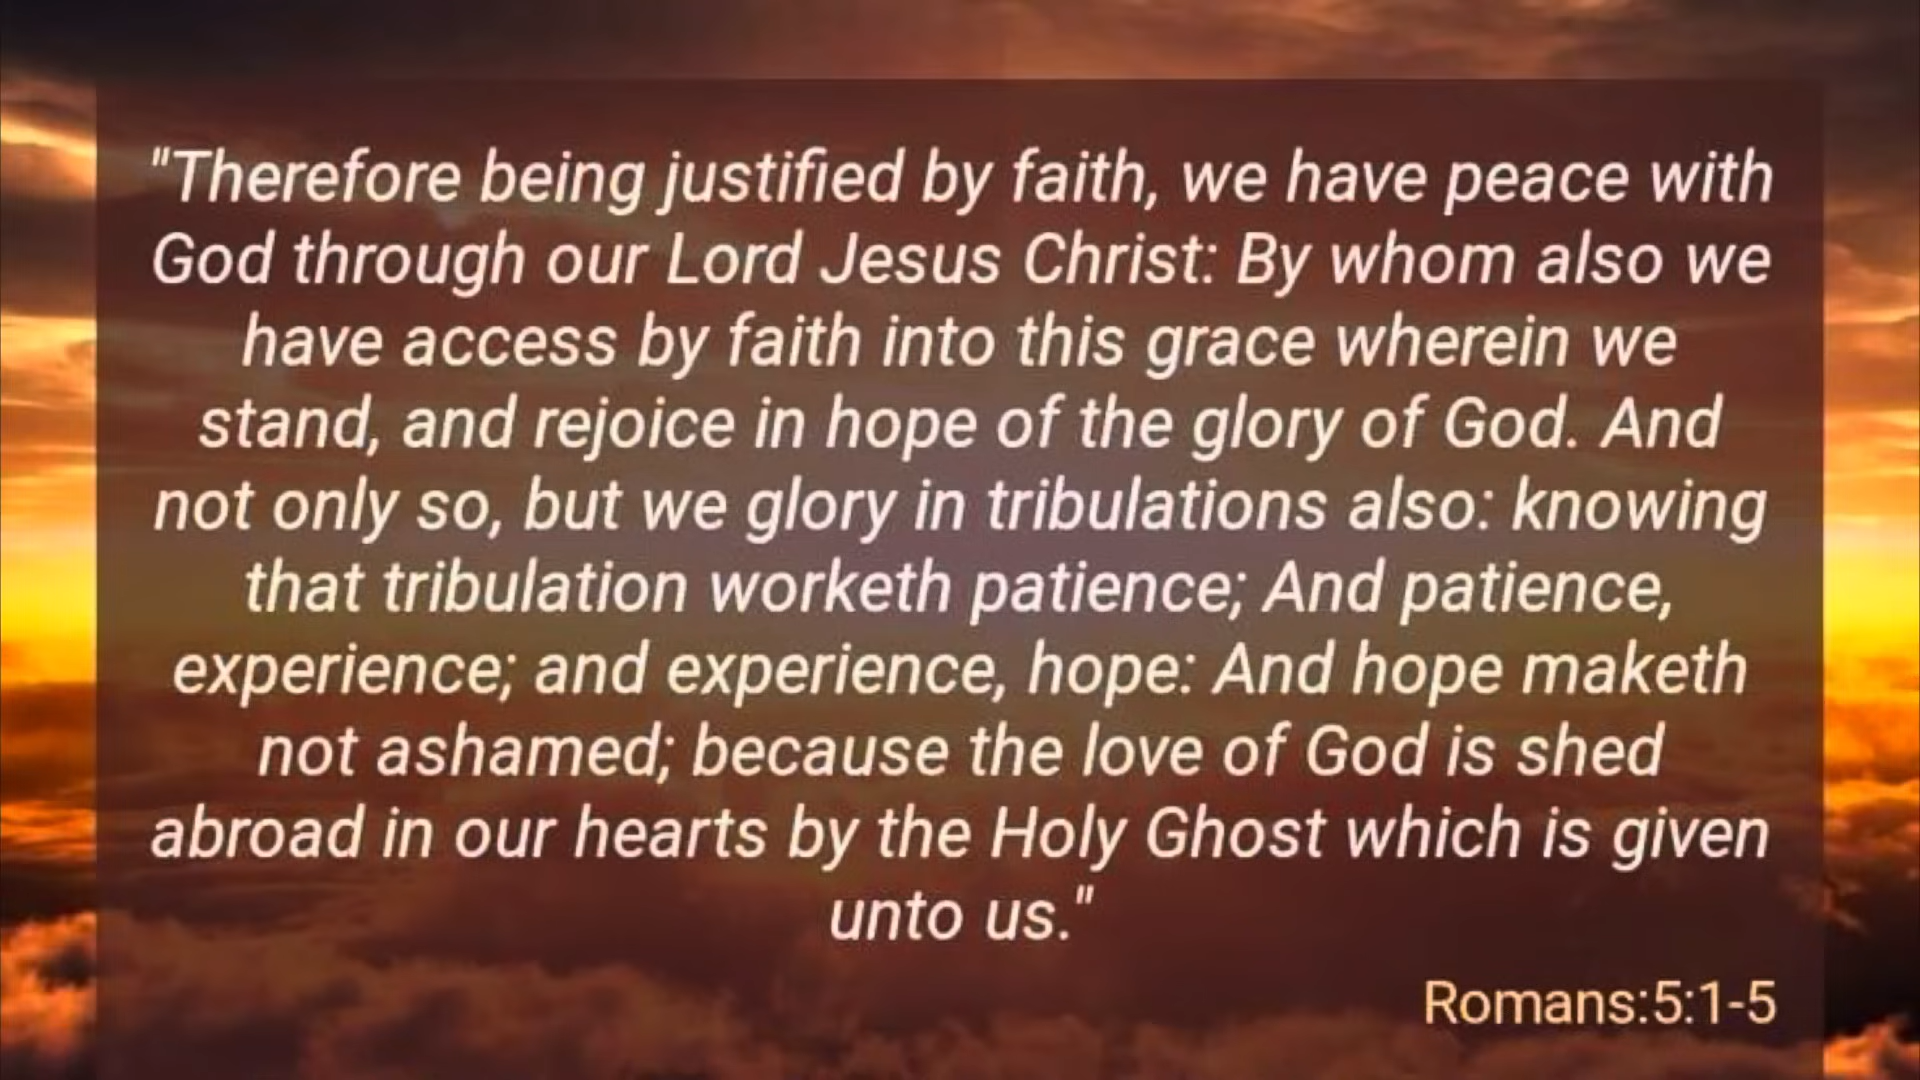 "Therefore being justified by faith, we have peace with
God through our Lord Jesus Christ: By whom also we
have access by faith into this grace wherein we
stand, and rejoice in hope of the glory of God. And
not only so, but we glory in tribulations also: knowing
that tribulation worketh patience; And patience,
experience; and experience, hope: And hope maketh
not ashamed; because the love of God is shed
abroad in our hearts by the Holy Ghost which is given
unto us."
Romans:5:1-5